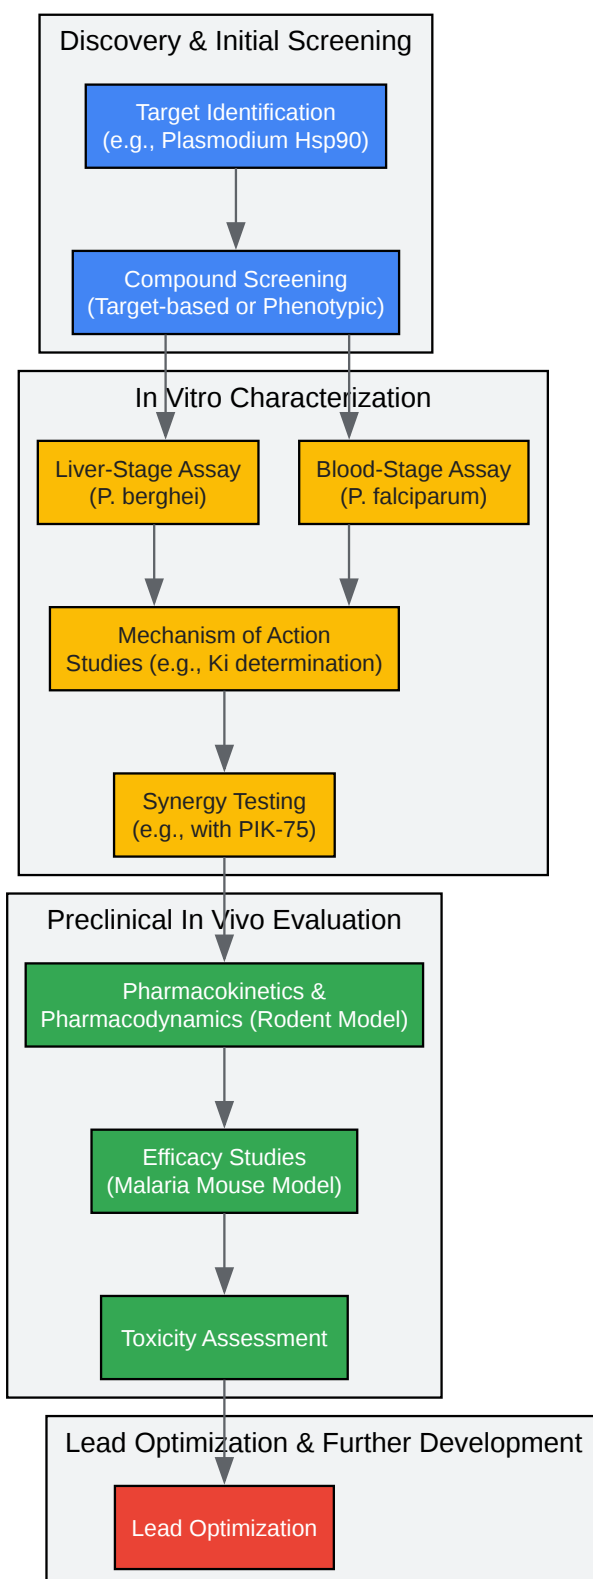 Discovery & Initial Screening
Target Identification
(e.g., Plasmodium Hsp90)
Compound Screening
(Target-based or Phenotypic)
In Vitro Characterization
Liver-Stage Assay
(P. berghei)
Blood-Stage Assay
(P. falciparum)
Mechanism of Action
Studies (e.g., Ki determination)
Synergy Testing
(e.g., with PIK-75)
Preclinical In Vivo Evaluation
Pharmacokinetics &
Pharmacodynamics (Rodent Model)
Efficacy Studies
(Malaria Mouse Model)
Toxicity Assessment
Lead Optimization & Further Development
Lead Optimization